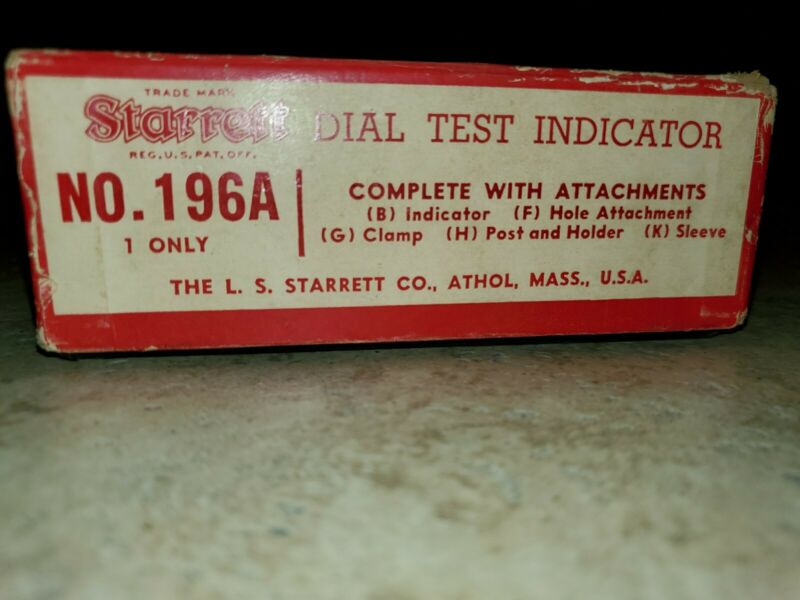 TRADE MARK
Starrett DIAL TEST INDICATOR
REG. U.S. PAT. OFF.
NO. 196A
1 ONLY
COMPLETE WITH ATTACHMENTS
(B) Indicator (F) Hole Attachment
(G) Clamp (H) Post and Holder (K) Sleeve
THE L. S. STARRETT CO., ATHOL, MASS., U.S.A.